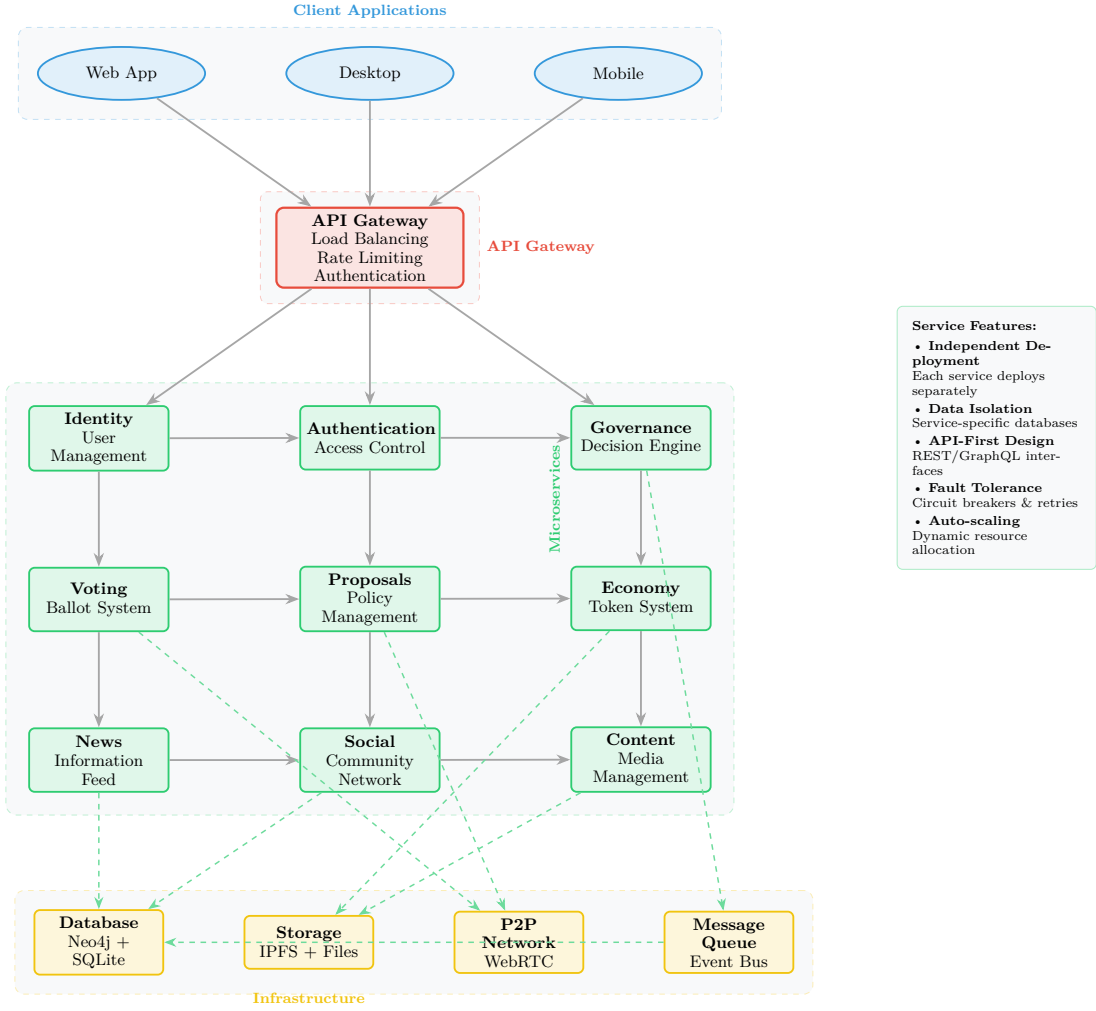 Client Applications
Web App
Desktop
Mobile
API Gateway
Load Balancing
Rate Limiting
Authentication
API Gateway
Service Features:
• Independent De-
ployment
Each service deploys
separately
• Data Isolation
Service-specific databases
• API-First Design
REST/GraphQL inter-
faces
• Fault Tolerance
Circuit breakers & retries
• Auto-scaling
Dynamic resource
allocation
Identity
User
Management
Authentication
Access Control
Governance
Decision Engine
Microservices
Voting
Ballot System
Proposals
Policy
Management
Economy
Token System
News
Information
Feed
Social
Community
Network
Content
Media
Management
Database
Neo4j +
SQLite
Storage
IPFS + Files
P2P
Network
WebRTC
Message
Queue
Event Bus
Infrastructure